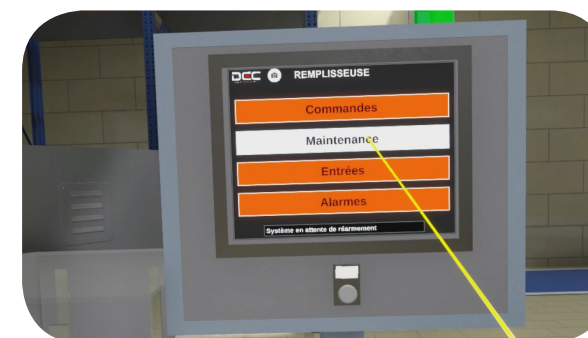 DCC REMPLISSEUSE
Commandes
Maintenance
Entrées
Alarmes
Système en attente de réarmement